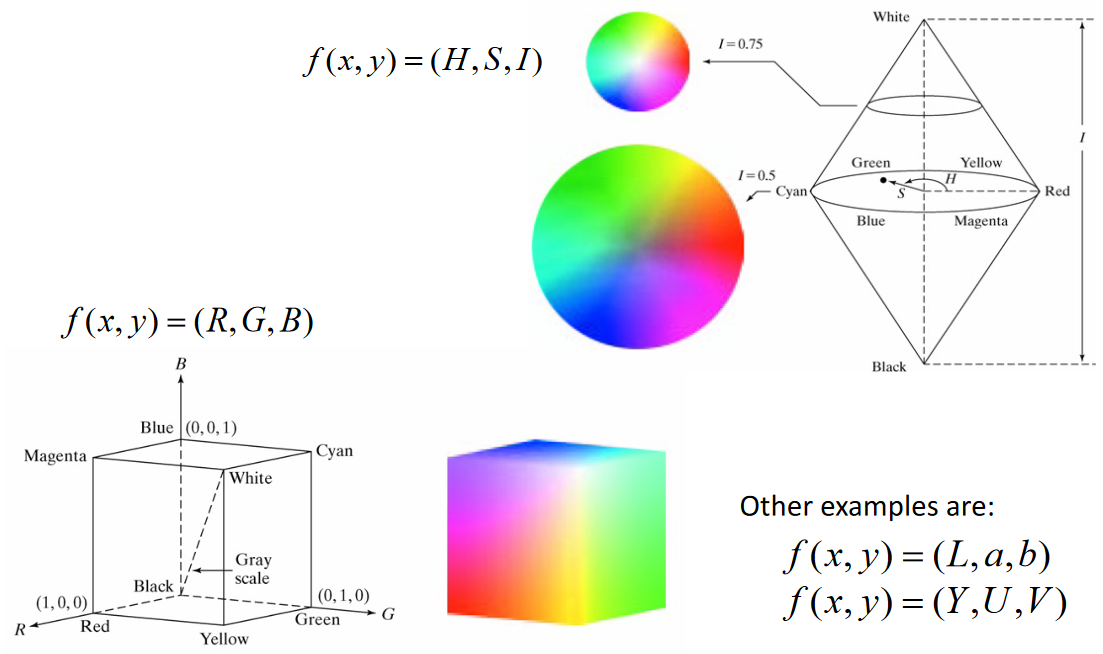 f(x, y) = (H, S, I)
I = 0.75
I = 0.5
White
I
Green
Yellow
H
S
Cyan
Red
Blue
Magenta
Black
f(x, y) = (R, G, B)
B
Blue
(0, 0, 1)
Magenta
Cyan
White
Gray
scale
Black
(1, 0, 0)
(0, 1, 0)
R
Red
Green
G
Yellow
Other examples are:
f(x, y) = (L, a, b)
f(x, y) = (Y, U, V)